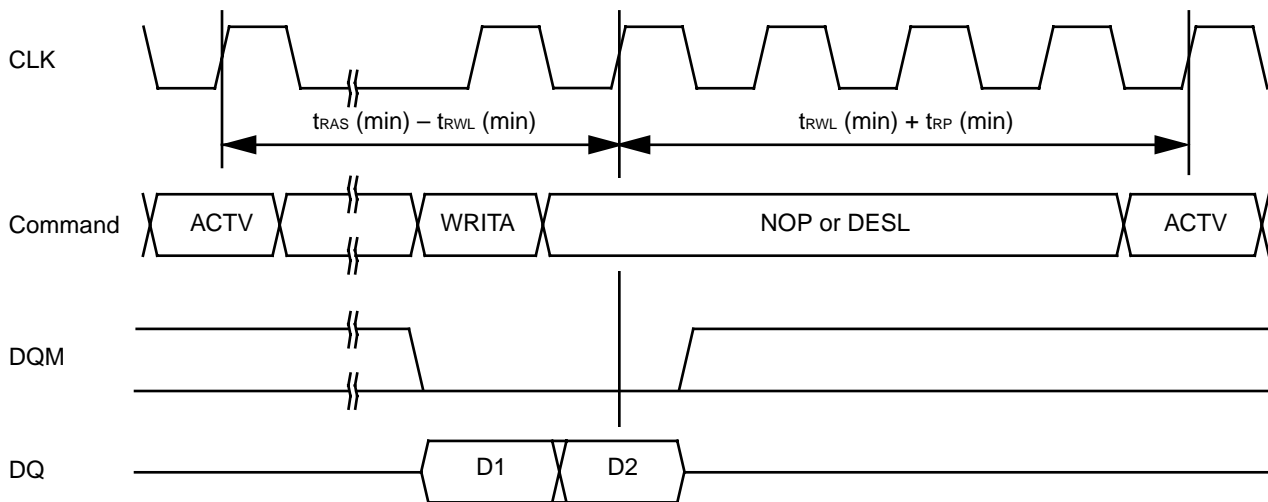 CLK
tRAS (min) – tRWL (min) tRWL (min) + tRP (min)
Command ACTV WRITA NOP or DESL ACTV
DQM
DQ D1 D2